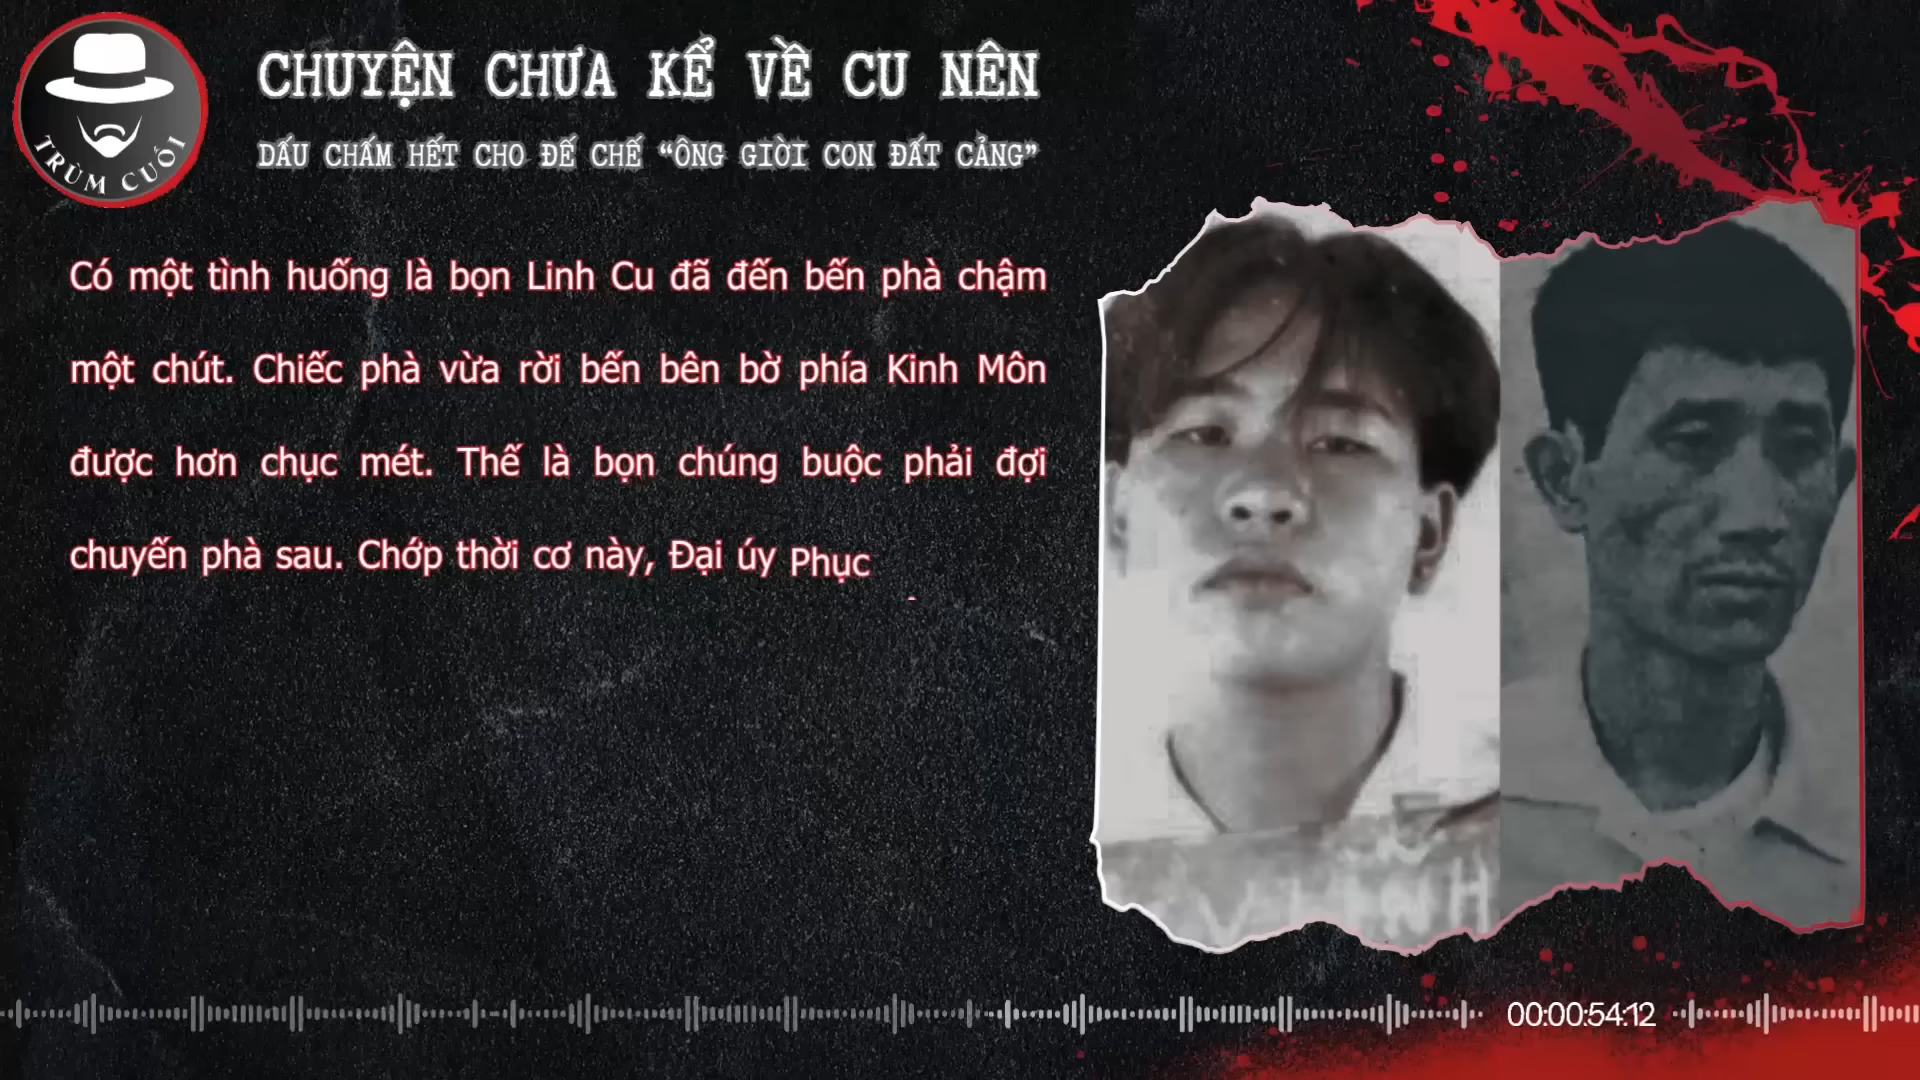 TRÙM CUỐI
CHUYỆN CHƯA KỂ VỀ CU NÊN
DẤU CHẤM HẾT CHO ĐẾ CHẾ “ÔNG GIỜI CON ĐẤT CẢNG”
Có một tình huống là bọn Linh Cu đã đến bến phà chậm
một chút. Chiếc phà vừa rời bến bên bờ phía Kinh Môn
được hơn chục mét. Thế là bọn chúng buộc phải đợi
chuyến phà sau. Chớp thời cơ này, Đại úy Phục
VINH
00:00:54:12